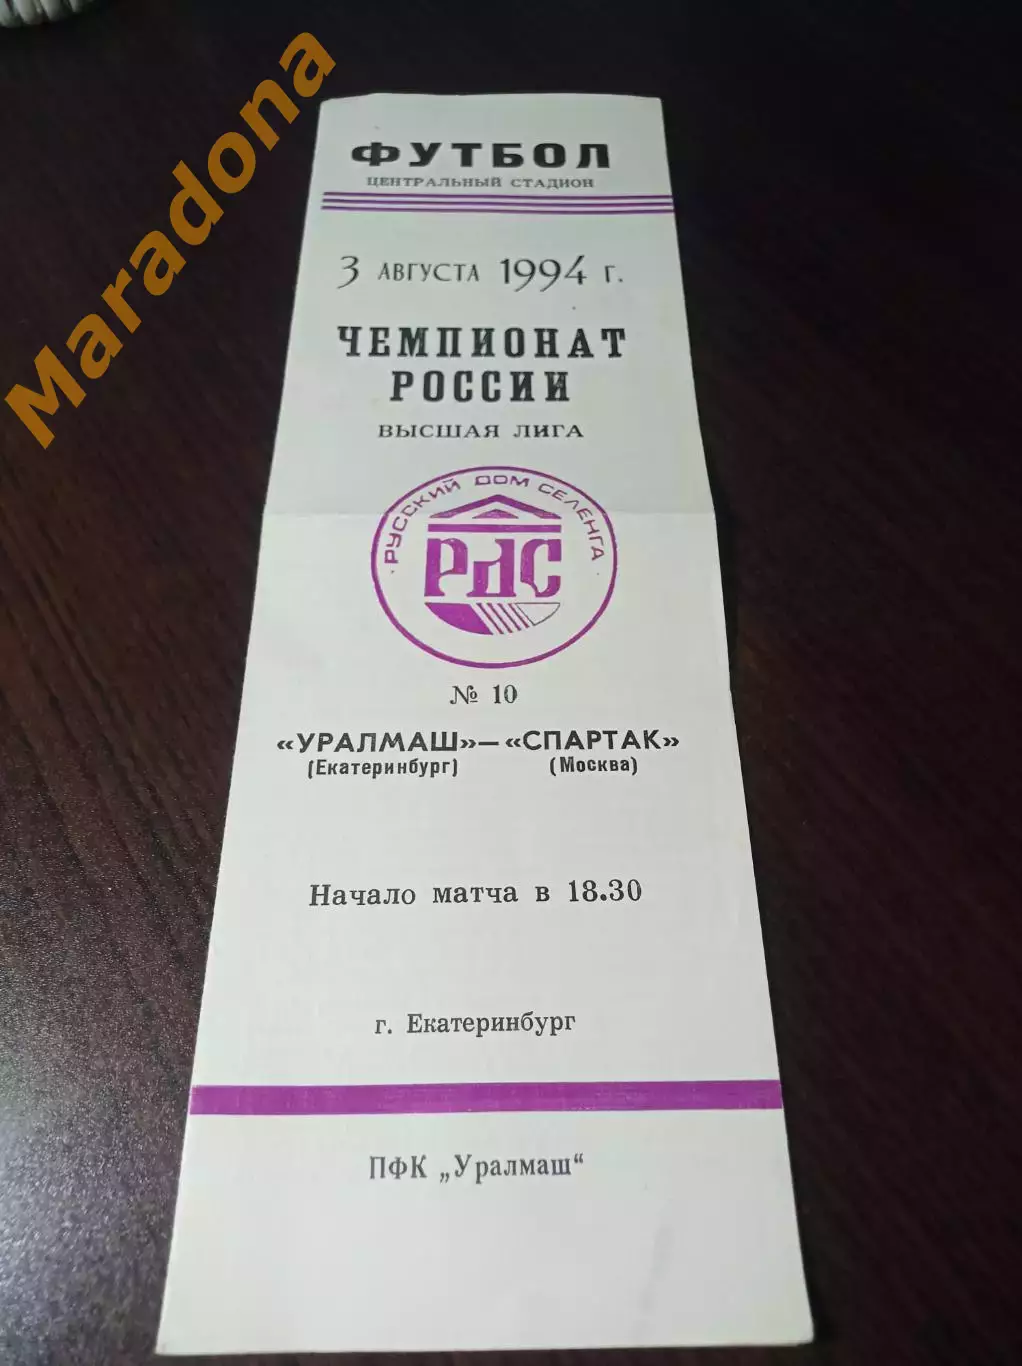 Maradona
ФУТБОЛ
ЦЕНТРАЛЬНЫЙ СТАДИОН
3 АВГУСТА 1994 г.
ЧЕМПИОНАТ
РОССИИ
ВЫСШАЯ ЛИГА
· РУССКИЙ ДОМ СЕЛЕНГА ·
РДС
№ 10
«УРАЛМАШ»—«СПАРТАК»
(Екатеринбург) (Москва)
Начало матча в 18.30
г. Екатеринбург
ПФК „Уралмаш“